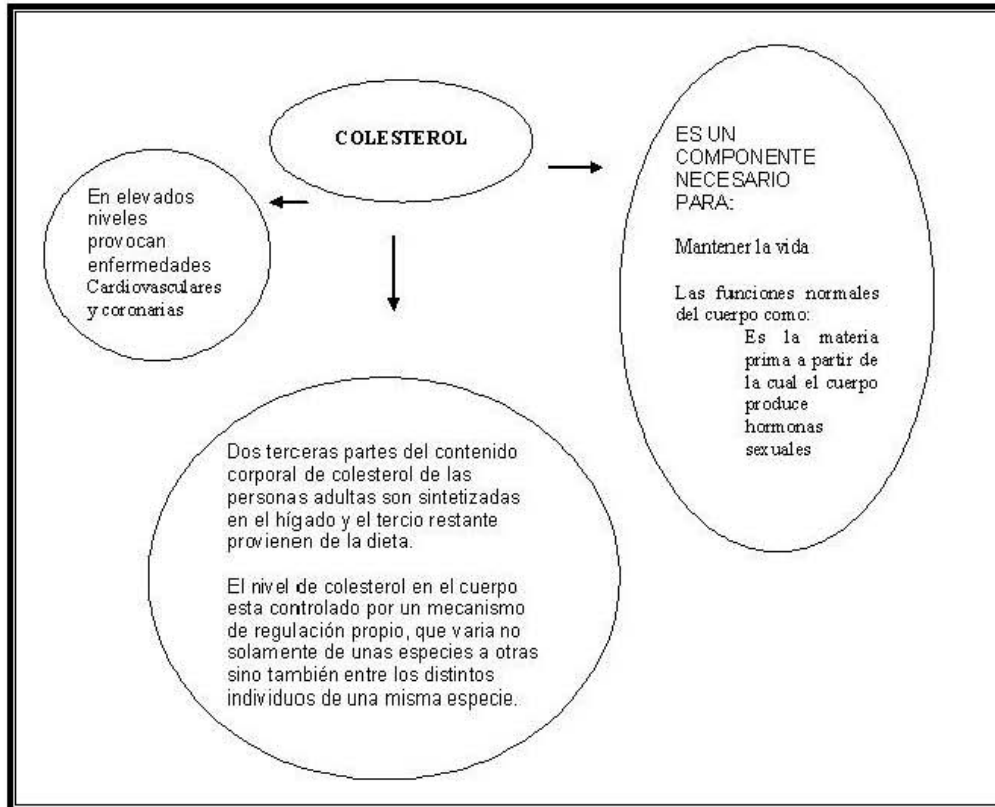 COLESTEROL
En elevados
niveles
provocan
enfermedades
Cardiovasculares
y coronarias
ES UN
COMPONENTE
NECESARIO
PARA:
Mantener la vida
Las funciones normales
del cuerpo como:
Es la materia
prima a partir de
la cual el cuerpo
produce
hormonas
sexuales
Dos terceras partes del contenido
corporal de colesterol de las
personas adultas son sintetizadas
en el hígado y el tercio restante
provienen de la dieta.
El nivel de colesterol en el cuerpo
esta controlado por un mecanismo
de regulación propio, que varia no
solamente de unas especies a otras
sino también entre los distintos
individuos de una misma especie.